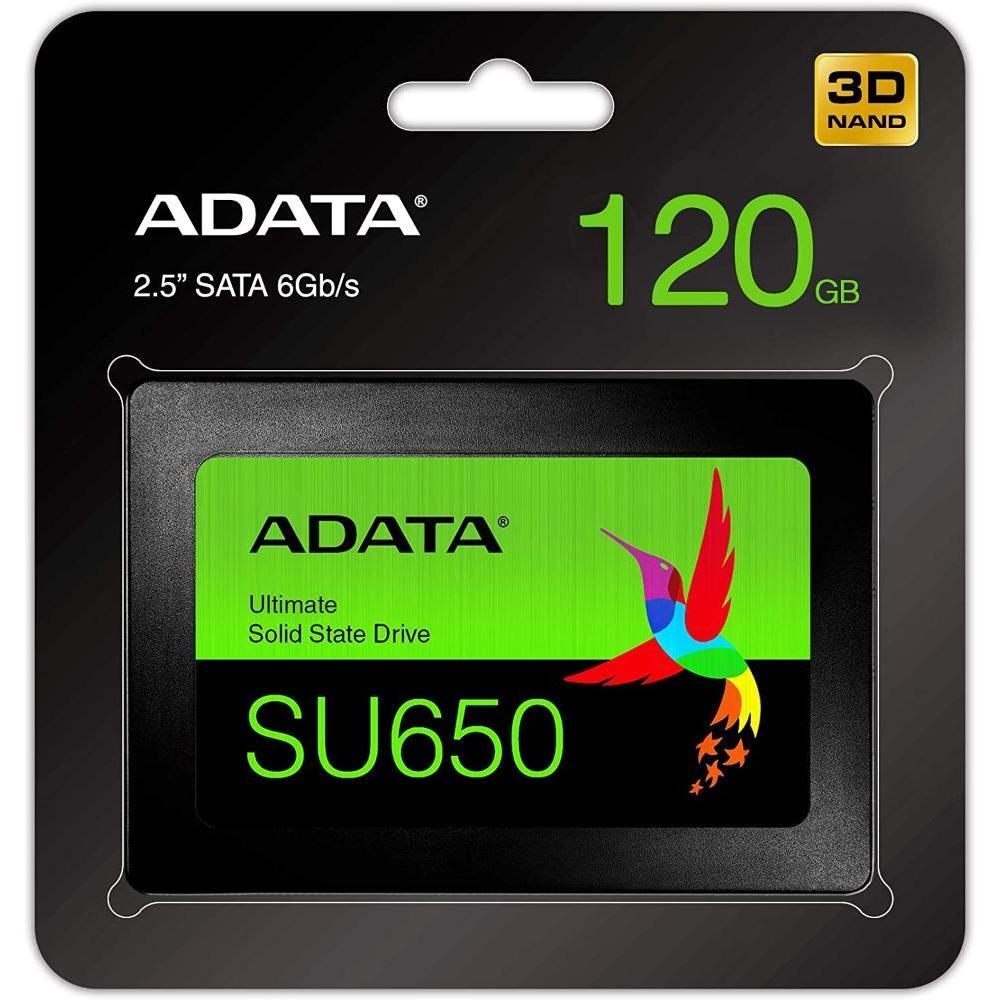 3D
NAND
ADATA®
120GB
2.5” SATA 6Gb/s
ADATA®
Ultimate
Solid State Drive
SU650